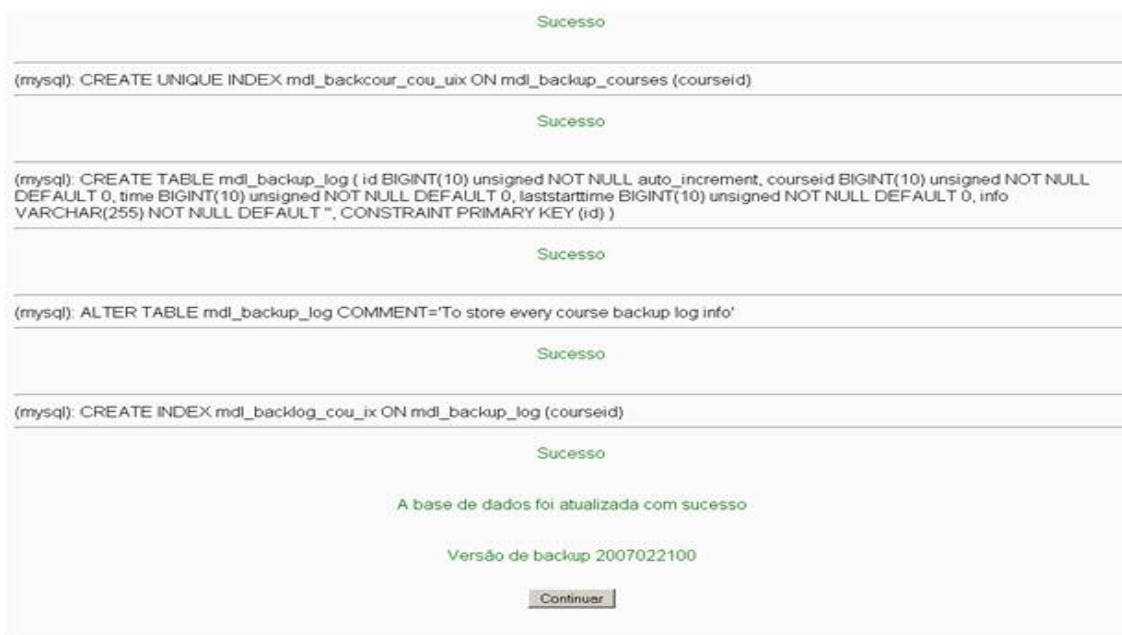 Sucesso
(mysql): CREATE UNIQUE INDEX mdl_backcour_cou_uix ON mdl_backup_courses (courseid)
Sucesso
(mysql): CREATE TABLE mdl_backup_log ( id BIGINT(10) unsigned NOT NULL auto_increment, courseid BIGINT(10) unsigned NOT NULL
DEFAULT 0, time BIGINT(10) unsigned NOT NULL DEFAULT 0, laststarttime BIGINT(10) unsigned NOT NULL DEFAULT 0, info
VARCHAR(255) NOT NULL DEFAULT '', CONSTRAINT PRIMARY KEY (id) )
Sucesso
(mysql): ALTER TABLE mdl_backup_log COMMENT='To store every course backup log info'
Sucesso
(mysql): CREATE INDEX mdl_backlog_cou_ix ON mdl_backup_log (courseid)
Sucesso
A base de dados foi atualizada com sucesso
Versão de backup 2007022100
Continuar